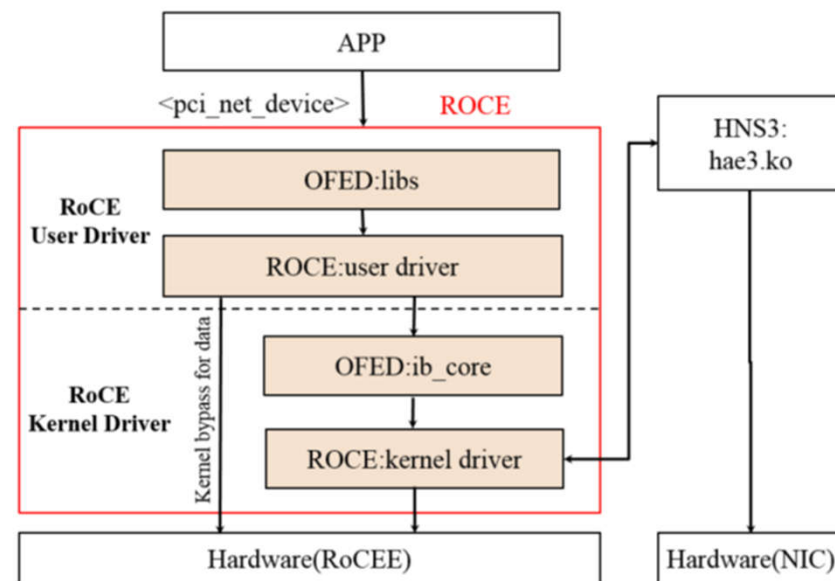 APP
<pci_net_device>
ROCE
HNS3:
hae3.ko
RoCE
User Driver
OFED:libs
ROCE:user driver
RoCE
Kernel Driver
Kernel bypass for data
OFED:ib_core
ROCE:kernel driver
Hardware(RoCEE)
Hardware(NIC)